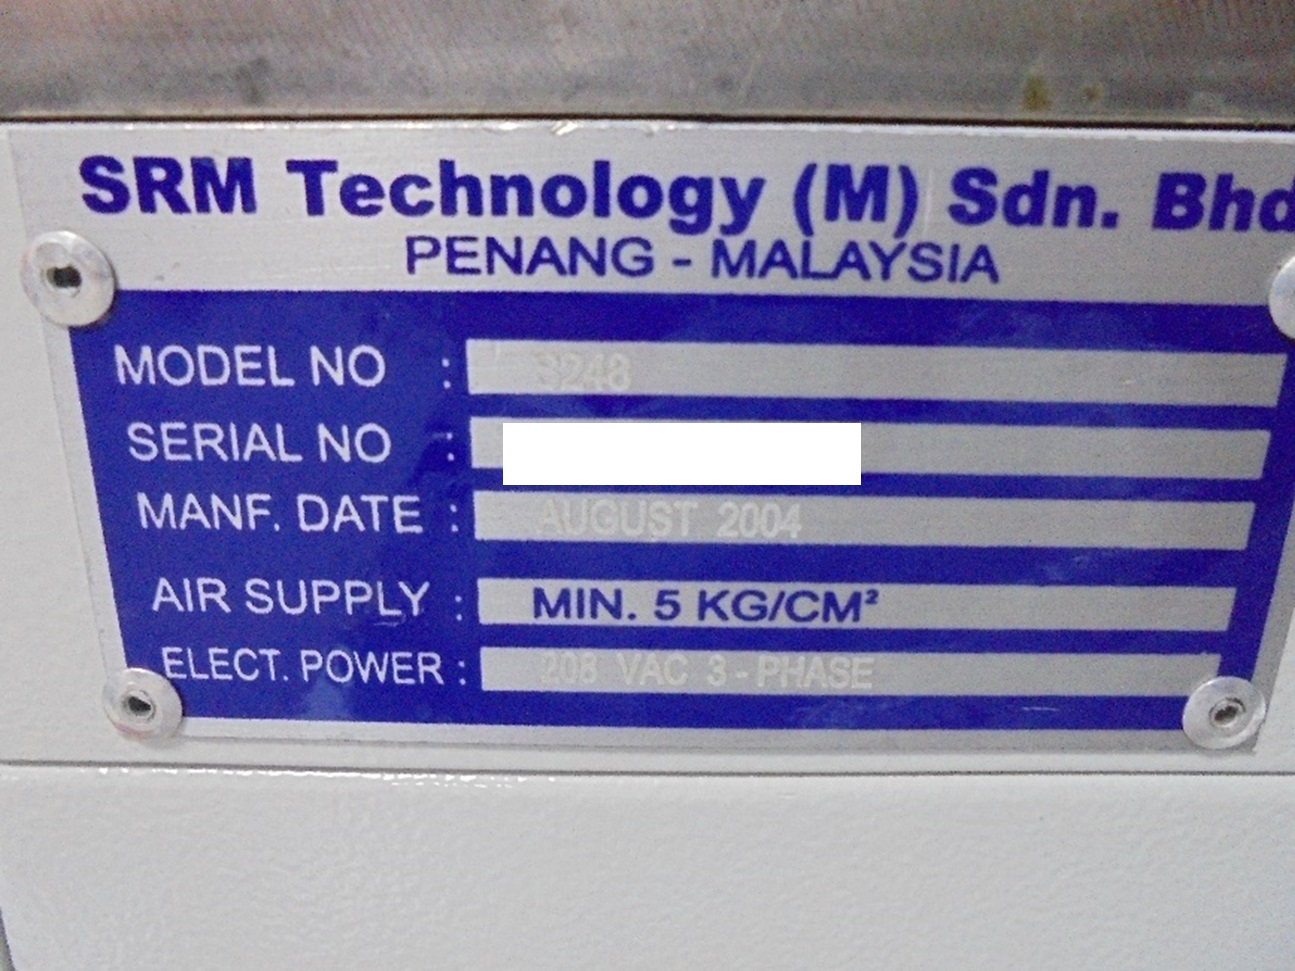 SRM Technology (M) Sdn. Bhd
PENANG - MALAYSIA
MODEL NO : S248
SERIAL NO :
MANF. DATE : AUGUST 2004
AIR SUPPLY : MIN. 5 KG/CM²
ELECT. POWER : 208 VAC 3-PHASE